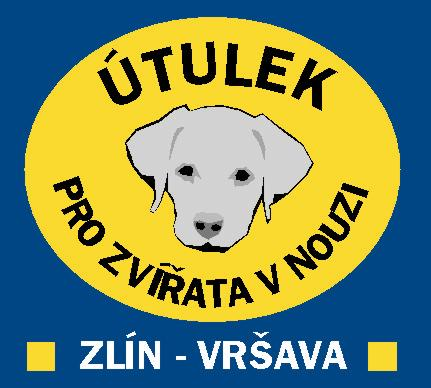 ÚTULEK
PRO ZVÍŘATA V NOUZI
ZLÍN - VRŠAVA